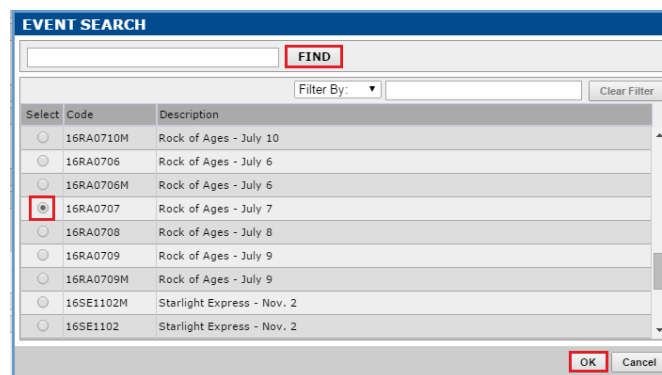 EVENT SEARCH
FIND
Filter By: Clear Filter
Select Code Description
16RA0710M Rock of Ages - July 10
16RA0706 Rock of Ages - July 6
16RA0706M Rock of Ages - July 6
16RA0707 Rock of Ages - July 7
16RA0708 Rock of Ages - July 8
16RA0709 Rock of Ages - July 9
16RA0709M Rock of Ages - July 9
16SE1102M Starlight Express - Nov. 2
16SE1102 Starlight Express - Nov. 2
OK Cancel